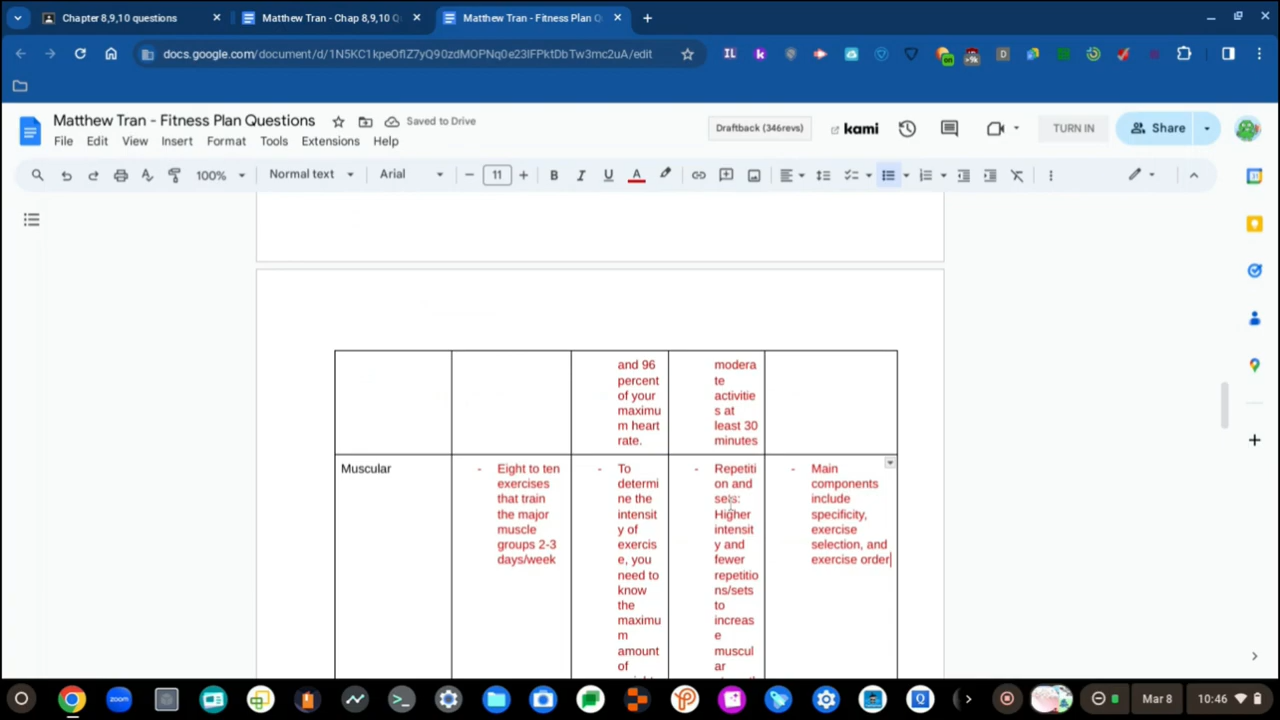 Chapter 8,9,10 questions
Matthew Tran - Chap 8,9,10 Q
Matthew Tran - Fitness Plan Q
docs.google.com/document/d/1N5KC1kpeOfIZ7yQ90zdMOPNq0e23IFPktDbTw3mc2uA/edit
Matthew Tran - Fitness Plan Questions
Saved to Drive
File Edit View Insert Format Tools Extensions Help
Draftback (346revs)
kami
TURN IN
Share
100%
Normal text
Arial
11
and 96
percent
of your
maximu
m heart
rate.
modera
te
activitie
s at
least 30
minutes
Muscular
- Eight to ten
exercises
that train
the major
muscle
groups 2-3
days/week
- To
determi
ne the
intensit
y of
exercis
e, you
need to
know
the
maximu
m
amount
of
- Repetiti
on and
sets:
Higher
intensit
y and
fewer
repetitio
ns/sets
to
increas
e
muscular
ar
- Main
components
include
specificity,
exercise
selection, and
exercise order
Mar 8
10:46